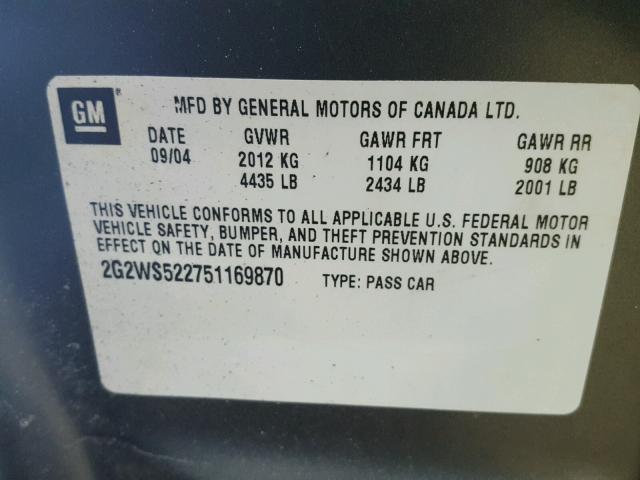 GM®
MFD BY GENERAL MOTORS OF CANADA LTD.
DATE GVWR GAWR FRT GAWR RR
09/04 2012 KG 1104 KG 908 KG
4435 LB 2434 LB 2001 LB
THIS VEHICLE CONFORMS TO ALL APPLICABLE U.S. FEDERAL MOTOR
VEHICLE SAFETY, BUMPER, AND THEFT PREVENTION STANDARDS IN
EFFECT ON THE DATE OF MANUFACTURE SHOWN ABOVE.
2G2WS522751169870 TYPE: PASS CAR